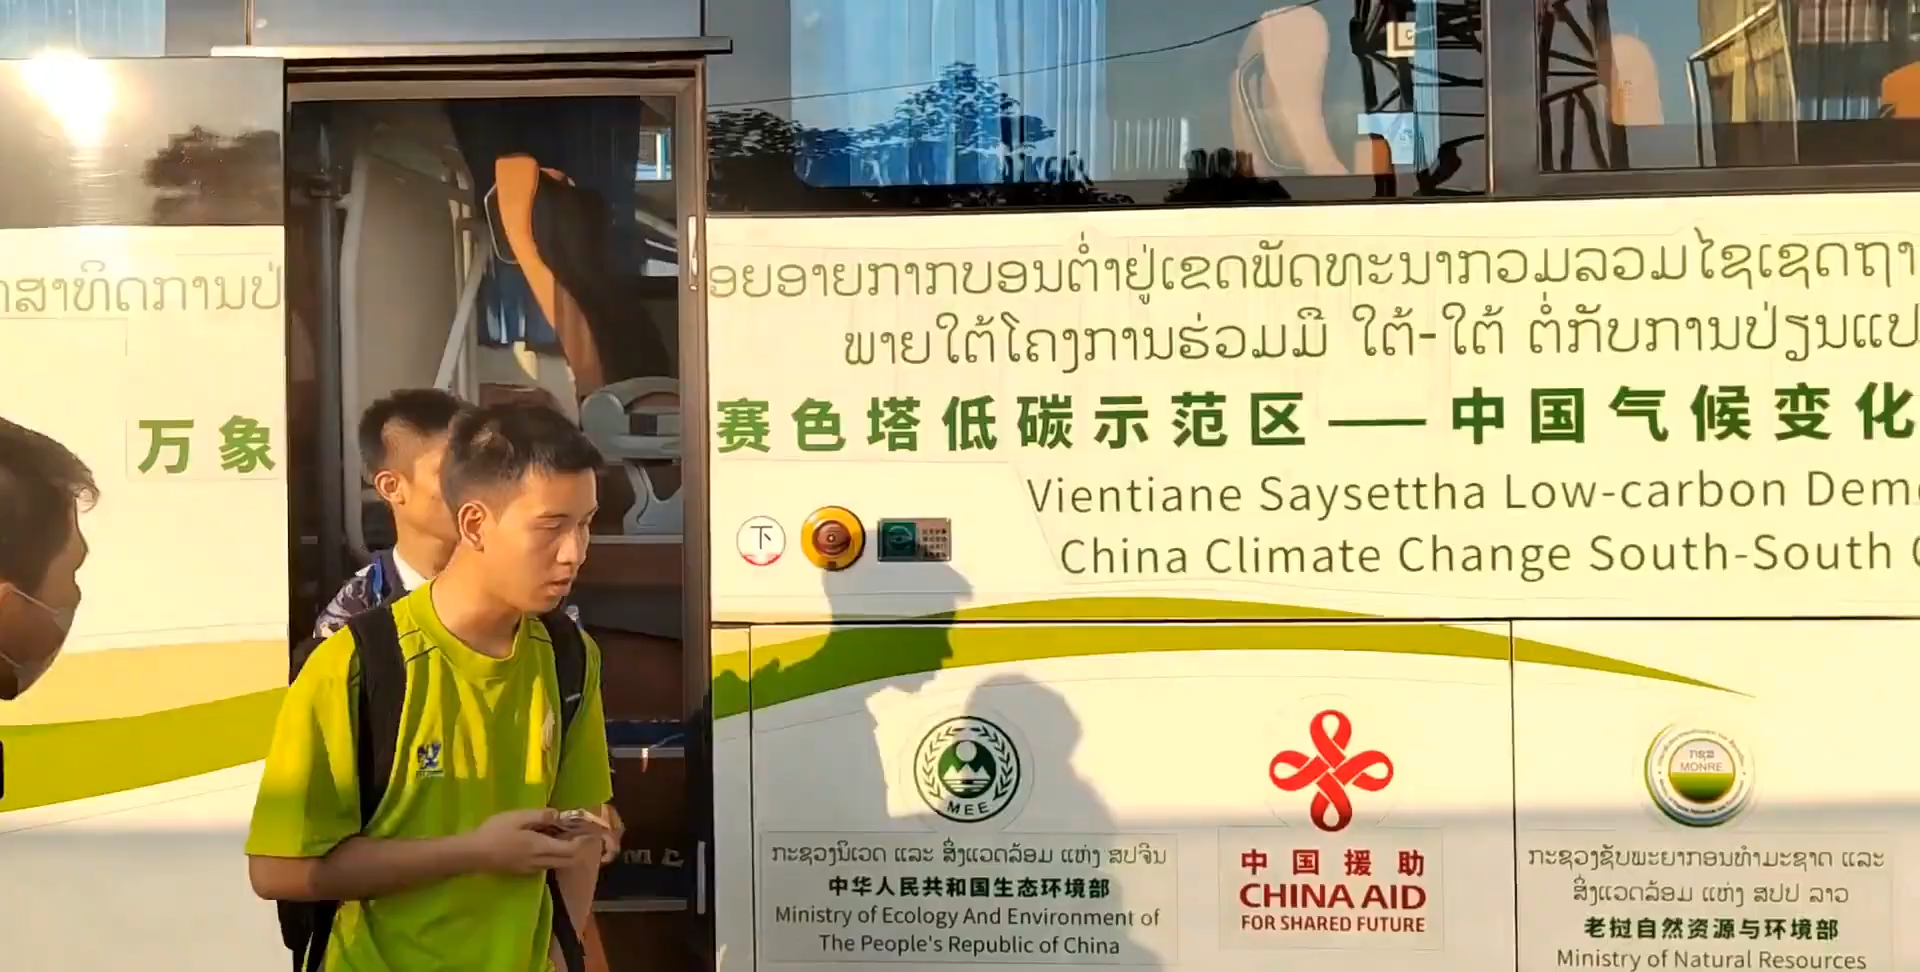 າສາທິດການປ່
ອຍອາຍກາກບອນຕ່ຳຢູ່ເຂດພັດທະນາກວມລວມໄຊເຊດຖາ
ພາຍໃຕ້ໂຄງການຮ່ວມມື ໃຕ້-ໃຕ້ ຕໍ່ກັບການປ່ຽນແປ
万象
赛色塔低碳示范区——中国气候变化
Vientiane Saysettha Low-carbon Dem
China Climate Change South-South
下
MEE
ກະຊວງນິເວດ ແລະ ສິ່ງແວດລ້ອມ ແຫ່ງ ສປຈີນ
中华人民共和国生态环境部
Ministry of Ecology And Environment of
The People's Republic of China
中国援助
CHINA AID
FOR SHARED FUTURE
ກຊສ
MONRE
ກະຊວງຊັບພະຍາກອນທຳມະຊາດ ແລະ
ສິ່ງແວດລ້ອມ ແຫ່ງ ສປປ ລາວ
老挝自然资源与环境部
Ministry of Natural Resources